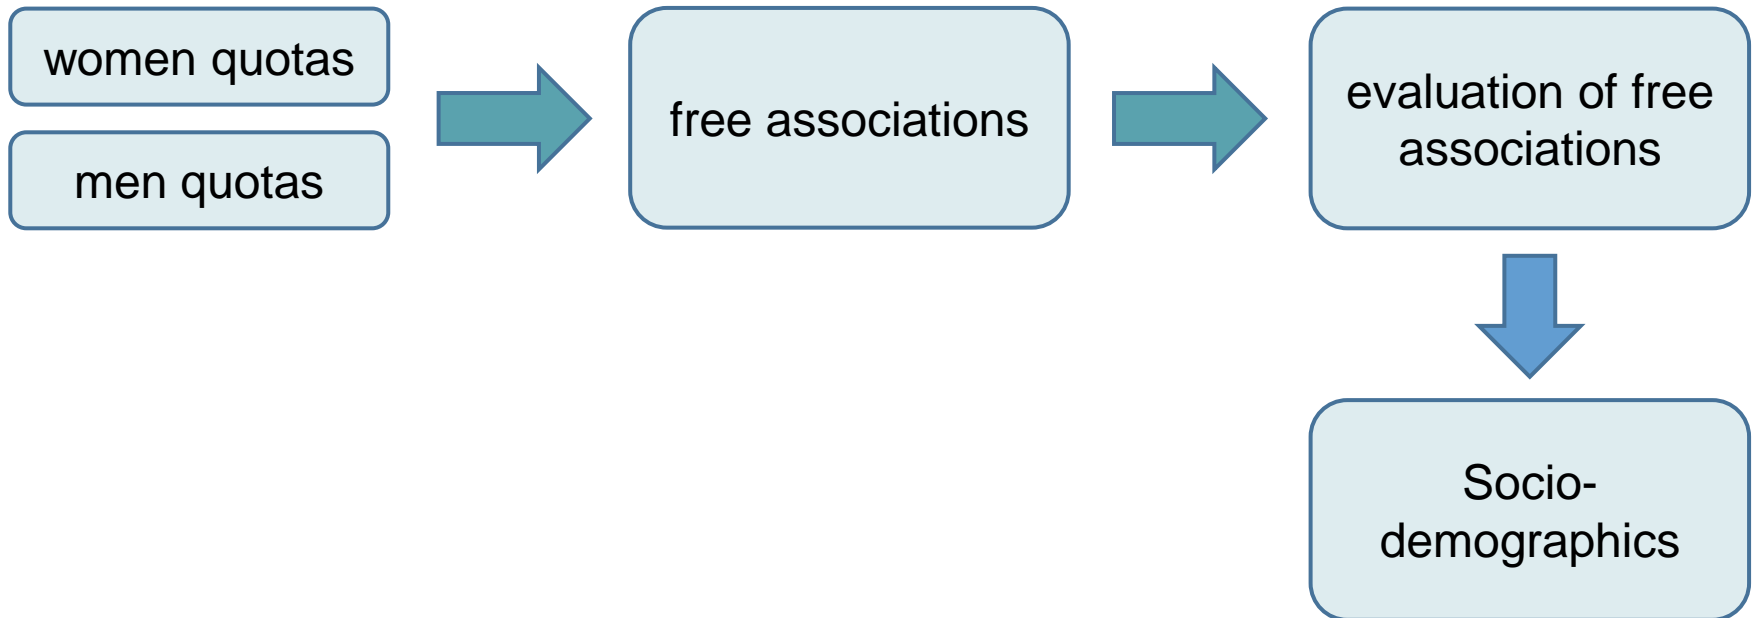 women quotas
men quotas
free associations
evaluation of free
associations
Socio-
demographics